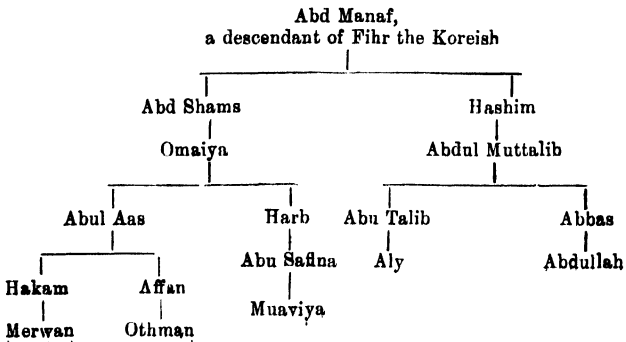 Abd Manaf,
a descendant of Fihr the Koreish
Abd Shams Hashim
Omaiya Abdul Muttalib
Abul Aas Harb Abu Talib Abbas
Abu Safina Aly Abdullah
Hakam Affan
Muaviya
Merwan Othman